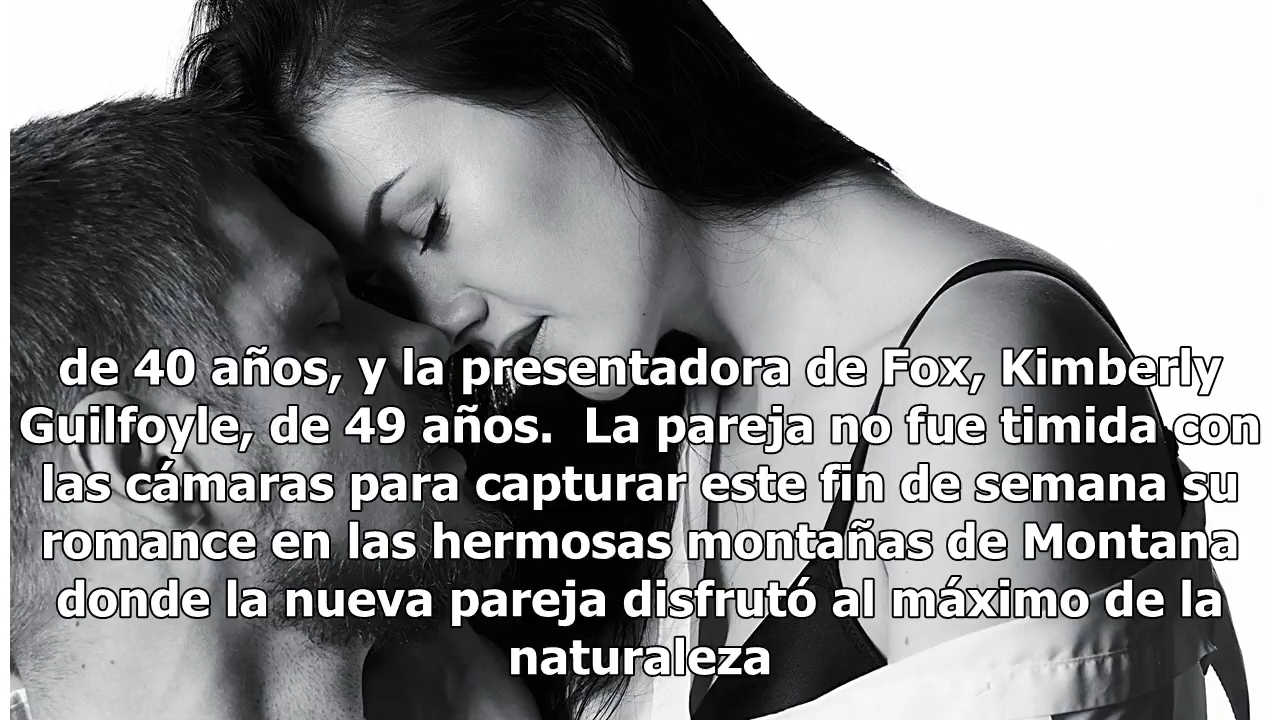 de 40 años, y la presentadora de Fox, Kimberly
Guilfoyle, de 49 años.  La pareja no fue timida con
las cámaras para capturar este fin de semana su
romance en las hermosas montañas de Montana
donde la nueva pareja disfrutó al máximo de la
naturaleza